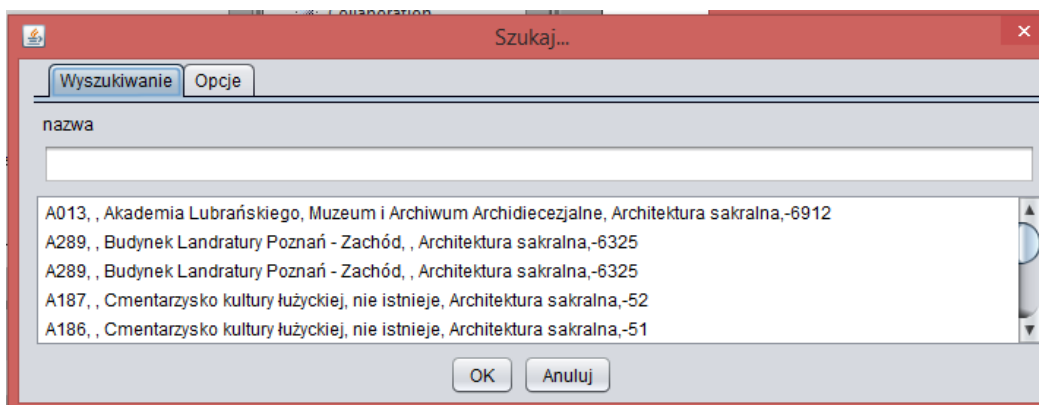 Collaboration
Szukaj...
Wyszukiwanie Opcje
nazwa
A013, , Akademia Lubrańskiego, Muzeum i Archiwum Archidiecezjalne, Architektura sakralna,-6912
A289, , Budynek Landratury Poznań - Zachód, , Architektura sakralna,-6325
A289, , Budynek Landratury Poznań - Zachód, , Architektura sakralna,-6325
A187, , Cmentarzysko kultury łużyckiej, nie istnieje, Architektura sakralna,-52
A186, , Cmentarzysko kultury łużyckiej, nie istnieje, Architektura sakralna,-51
OK Anuluj